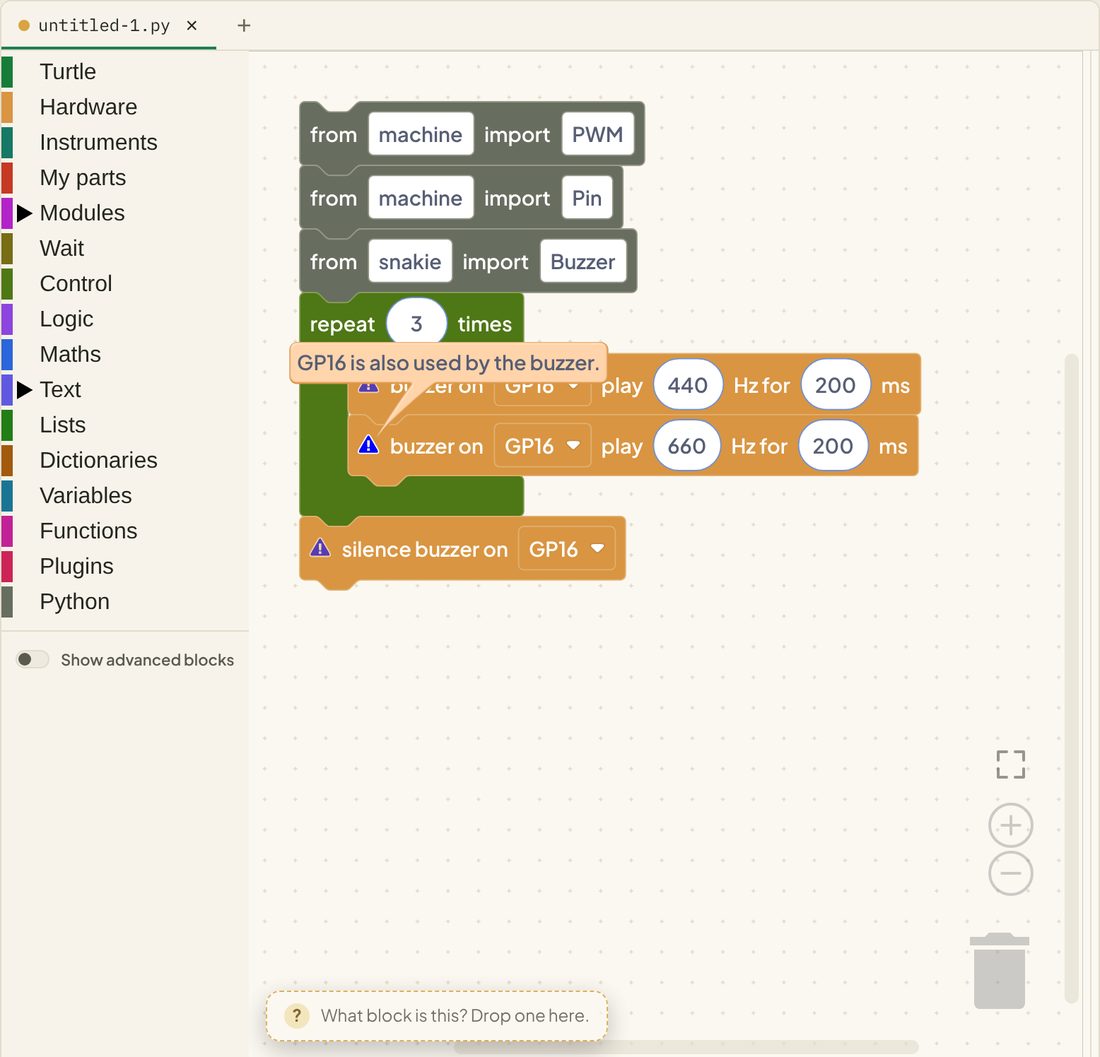 untitled-1.py × +
Turtle
Hardware
Instruments
My parts
Modules
Wait
Control
Logic
Maths
Text
Lists
Dictionaries
Variables
Functions
Plugins
Python
Show advanced blocks
from machine import PWM
from machine import Pin
from snakie import Buzzer
repeat 3 times
GP16 is also used by the buzzer.
buzzer on GP16 play 440 Hz for 200 ms
buzzer on GP16 play 660 Hz for 200 ms
silence buzzer on GP16
? What block is this? Drop one here.